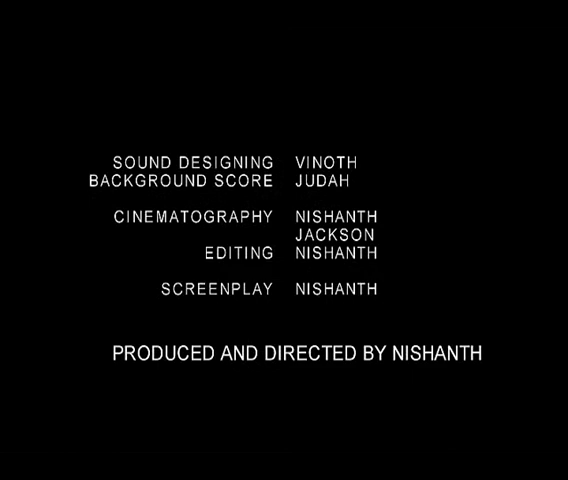 SOUND DESIGNING VINOTH
BACKGROUND SCORE JUDAH
CINEMATOGRAPHY NISHANTH
JACKSON
EDITING NISHANTH
SCREENPLAY NISHANTH
PRODUCED AND DIRECTED BY NISHANTH